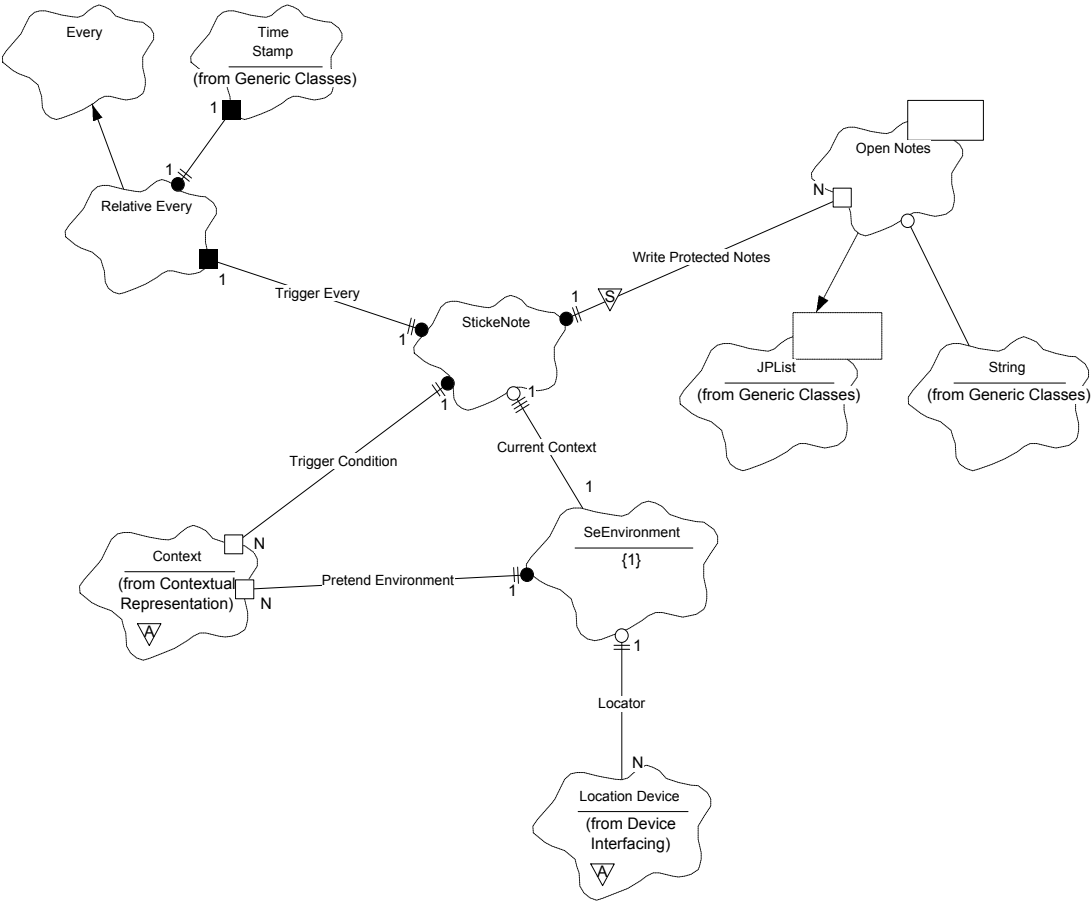 Every
Time
Stamp
(from Generic Classes)
1
1
Relative Every
1
Trigger Every
1
Open Notes
N
Write Protected Notes
S
1
StickeNote
JPList
(from Generic Classes)
String
(from Generic Classes)
1
1
Trigger Condition
Current Context
1
SeEnvironment
{1}
Context
(from Contextual
Representation)
A
N
N
Pretend Environment
1
1
Locator
N
Location Device
(from Device
Interfacing)
A